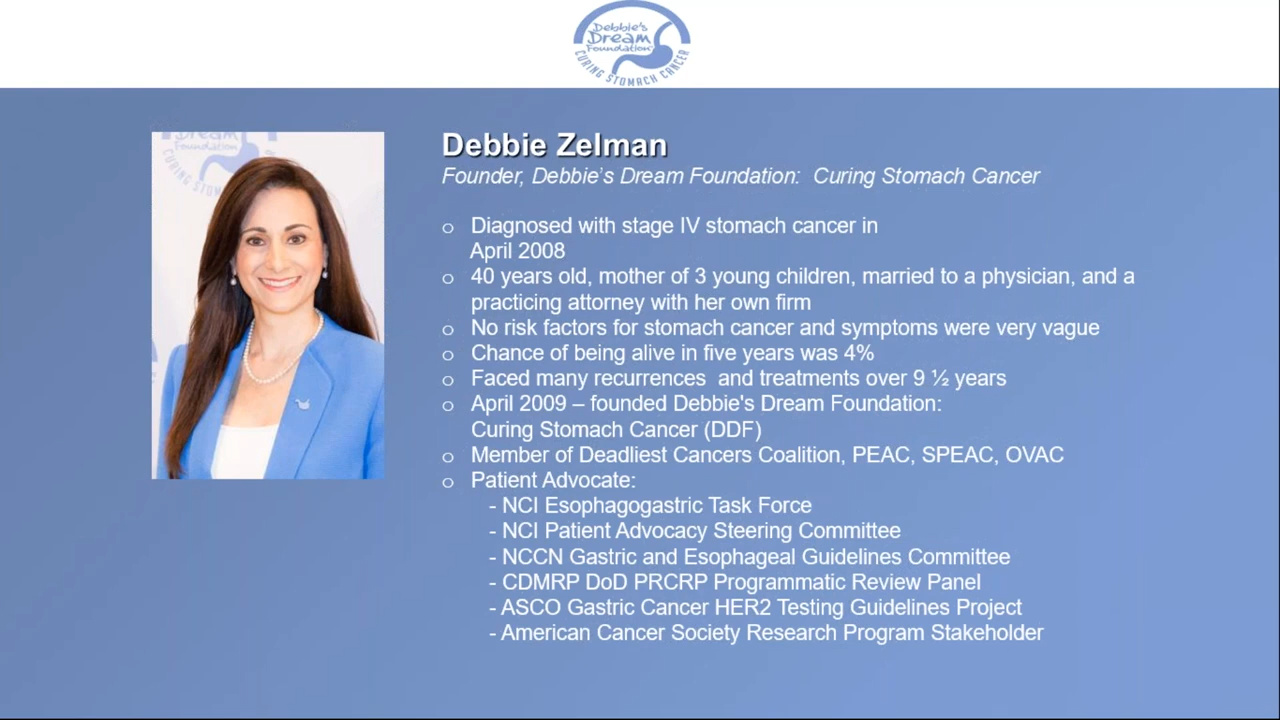 Debbie's
Dream
Foundation
CURING STOMACH CANCER
Dream
Foundation
Debbie Zelman
Founder, Debbie's Dream Foundation:  Curing Stomach Cancer
o Diagnosed with stage IV stomach cancer in
April 2008
o 40 years old, mother of 3 young children, married to a physician, and a
practicing attorney with her own firm
o No risk factors for stomach cancer and symptoms were very vague
o Chance of being alive in five years was 4%
o Faced many recurrences  and treatments over 9 ½ years
o April 2009 – founded Debbie's Dream Foundation:
Curing Stomach Cancer (DDF)
o Member of Deadliest Cancers Coalition, PEAC, SPEAC, OVAC
o Patient Advocate:
- NCI Esophagogastric Task Force
- NCI Patient Advocacy Steering Committee
- NCCN Gastric and Esophageal Guidelines Committee
- CDMRP DoD PRCRP Programmatic Review Panel
- ASCO Gastric Cancer HER2 Testing Guidelines Project
- American Cancer Society Research Program Stakeholder